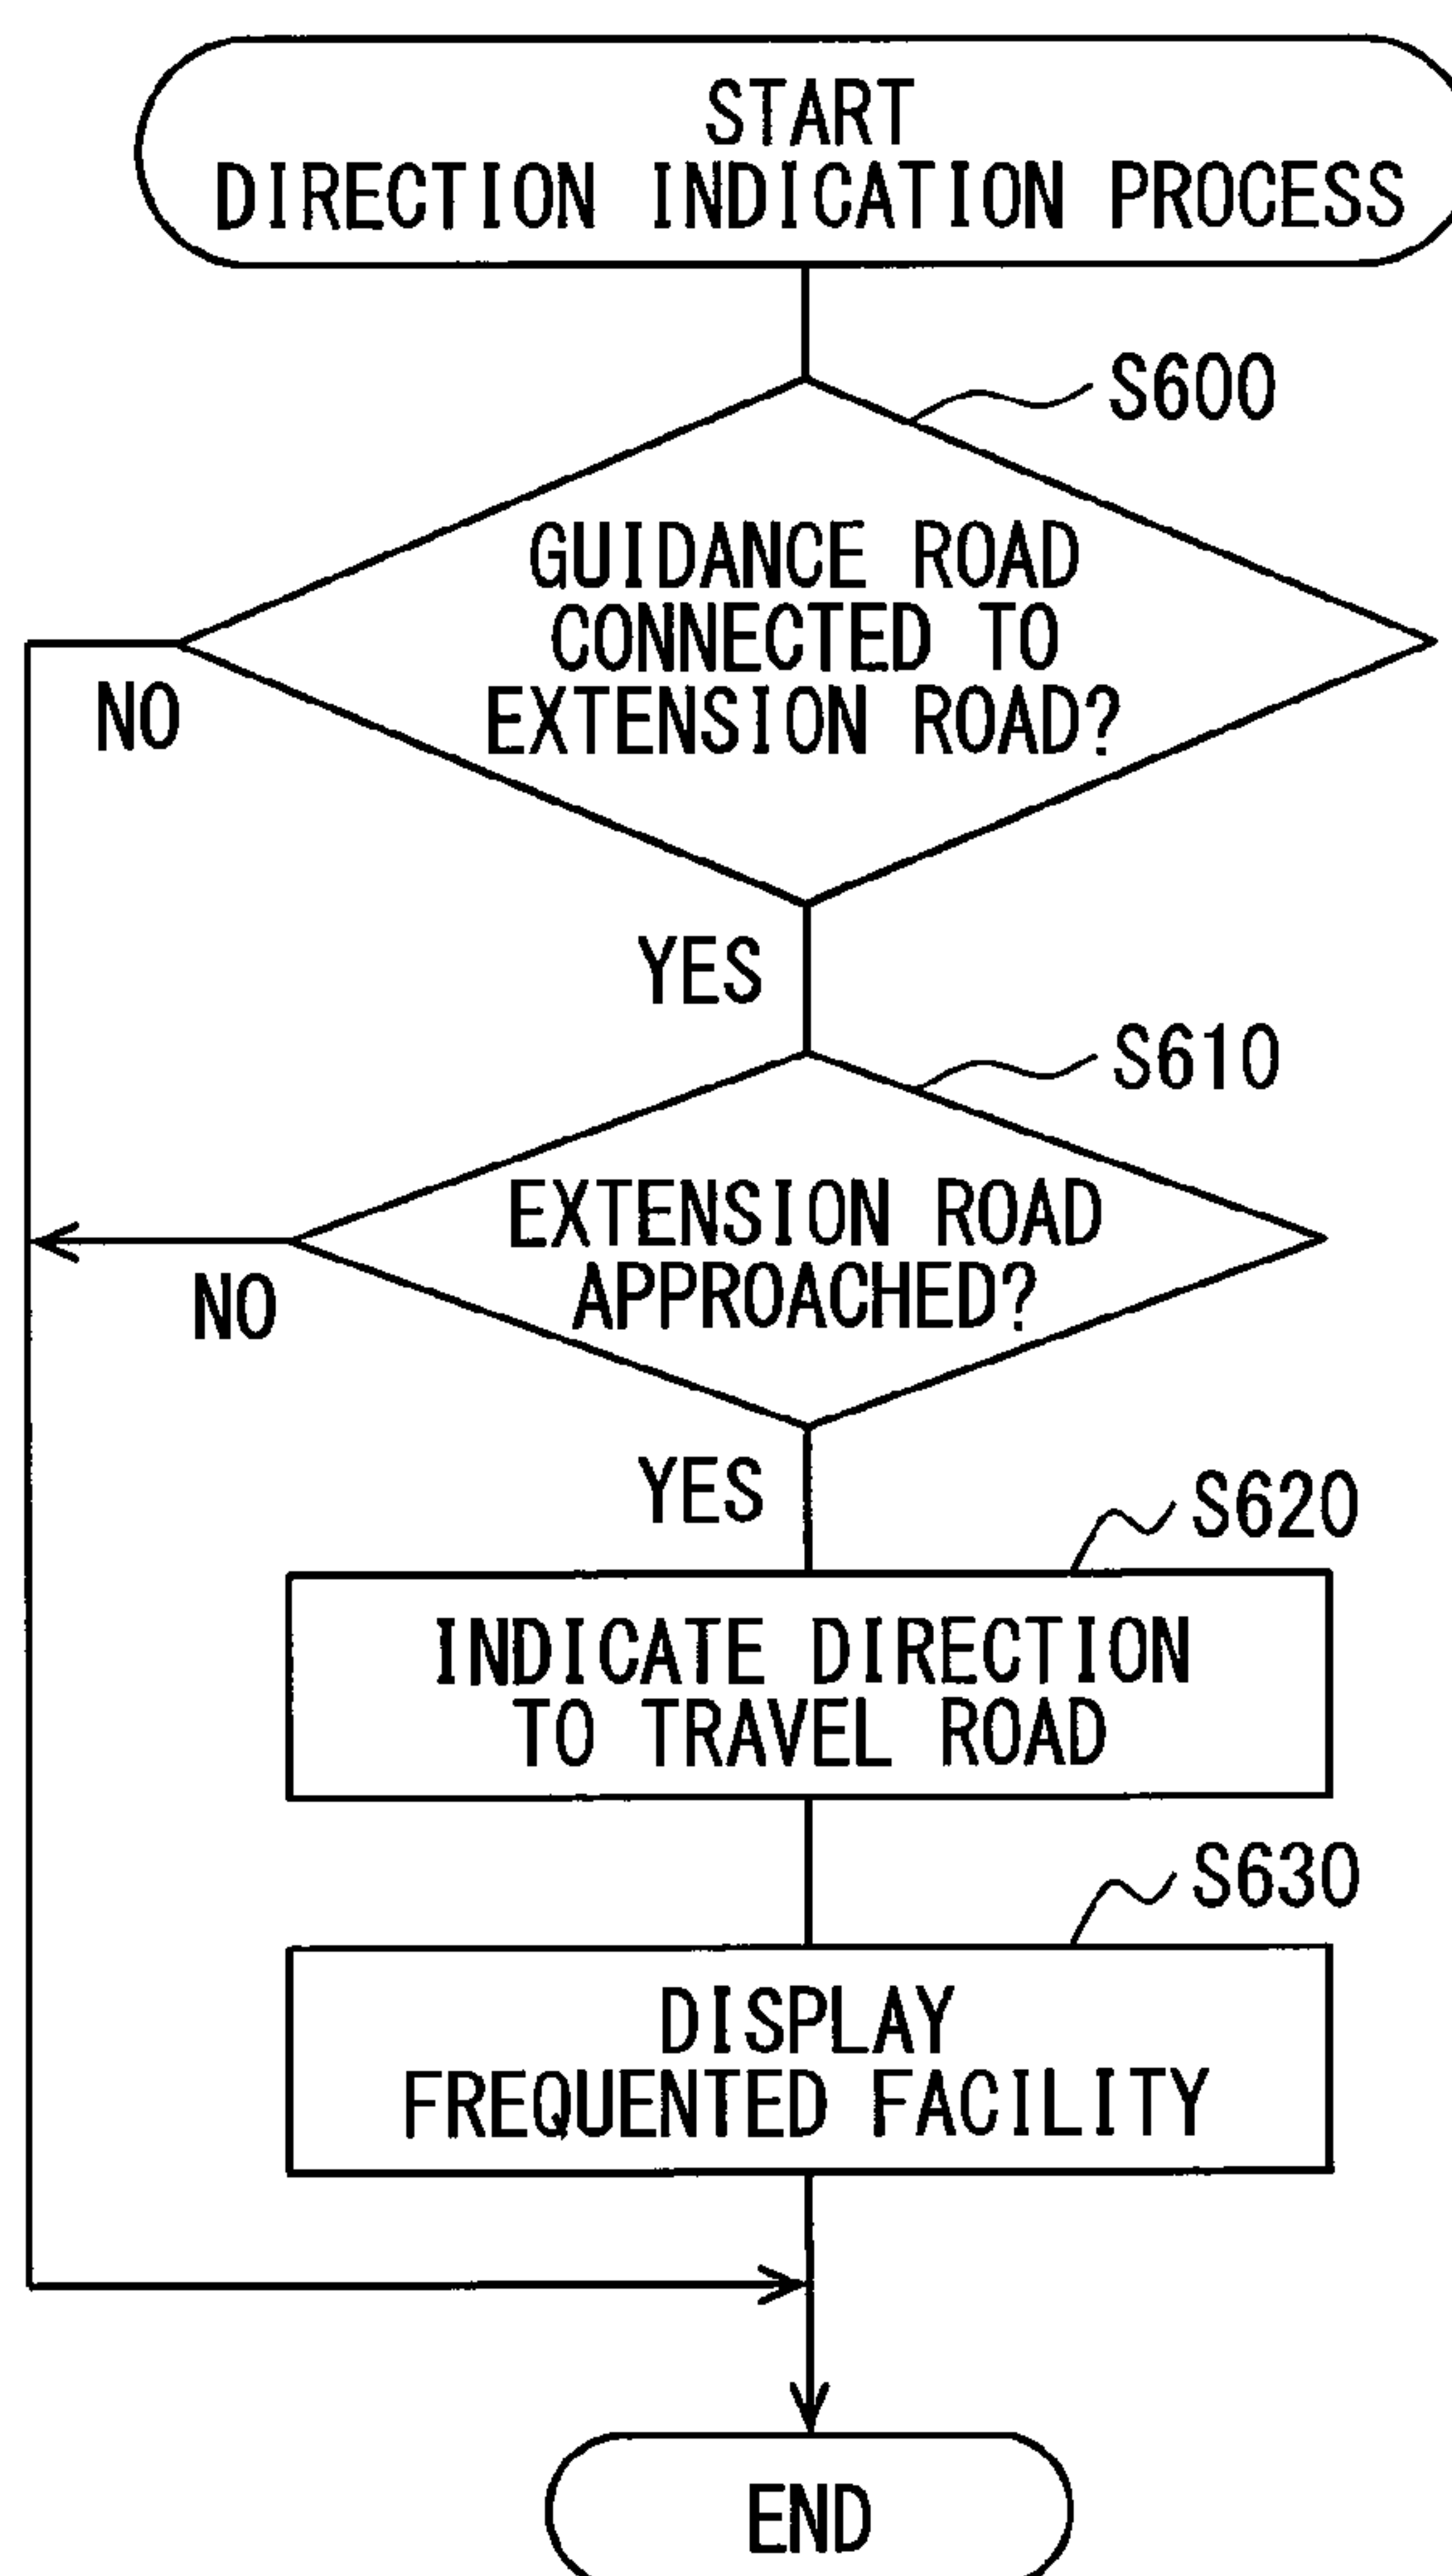 START
DIRECTION INDICATION PROCESS
S600
GUIDANCE ROAD
CONNECTED TO
EXTENSION ROAD?
NO
YES
S610
EXTENSION ROAD
APPROACHED?
NO
YES
S620
INDICATE DIRECTION
TO TRAVEL ROAD
S630
DISPLAY
FREQUENTED FACILITY
END